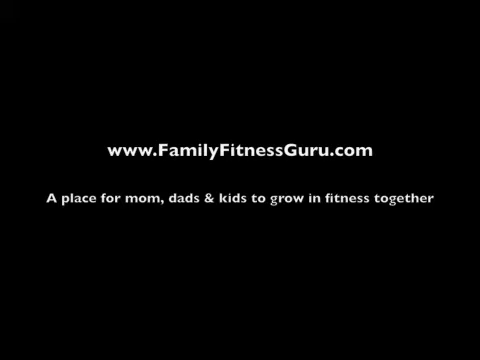 www.FamilyFitnessGuru.com
A place for mom, dads & kids to grow in fitness together